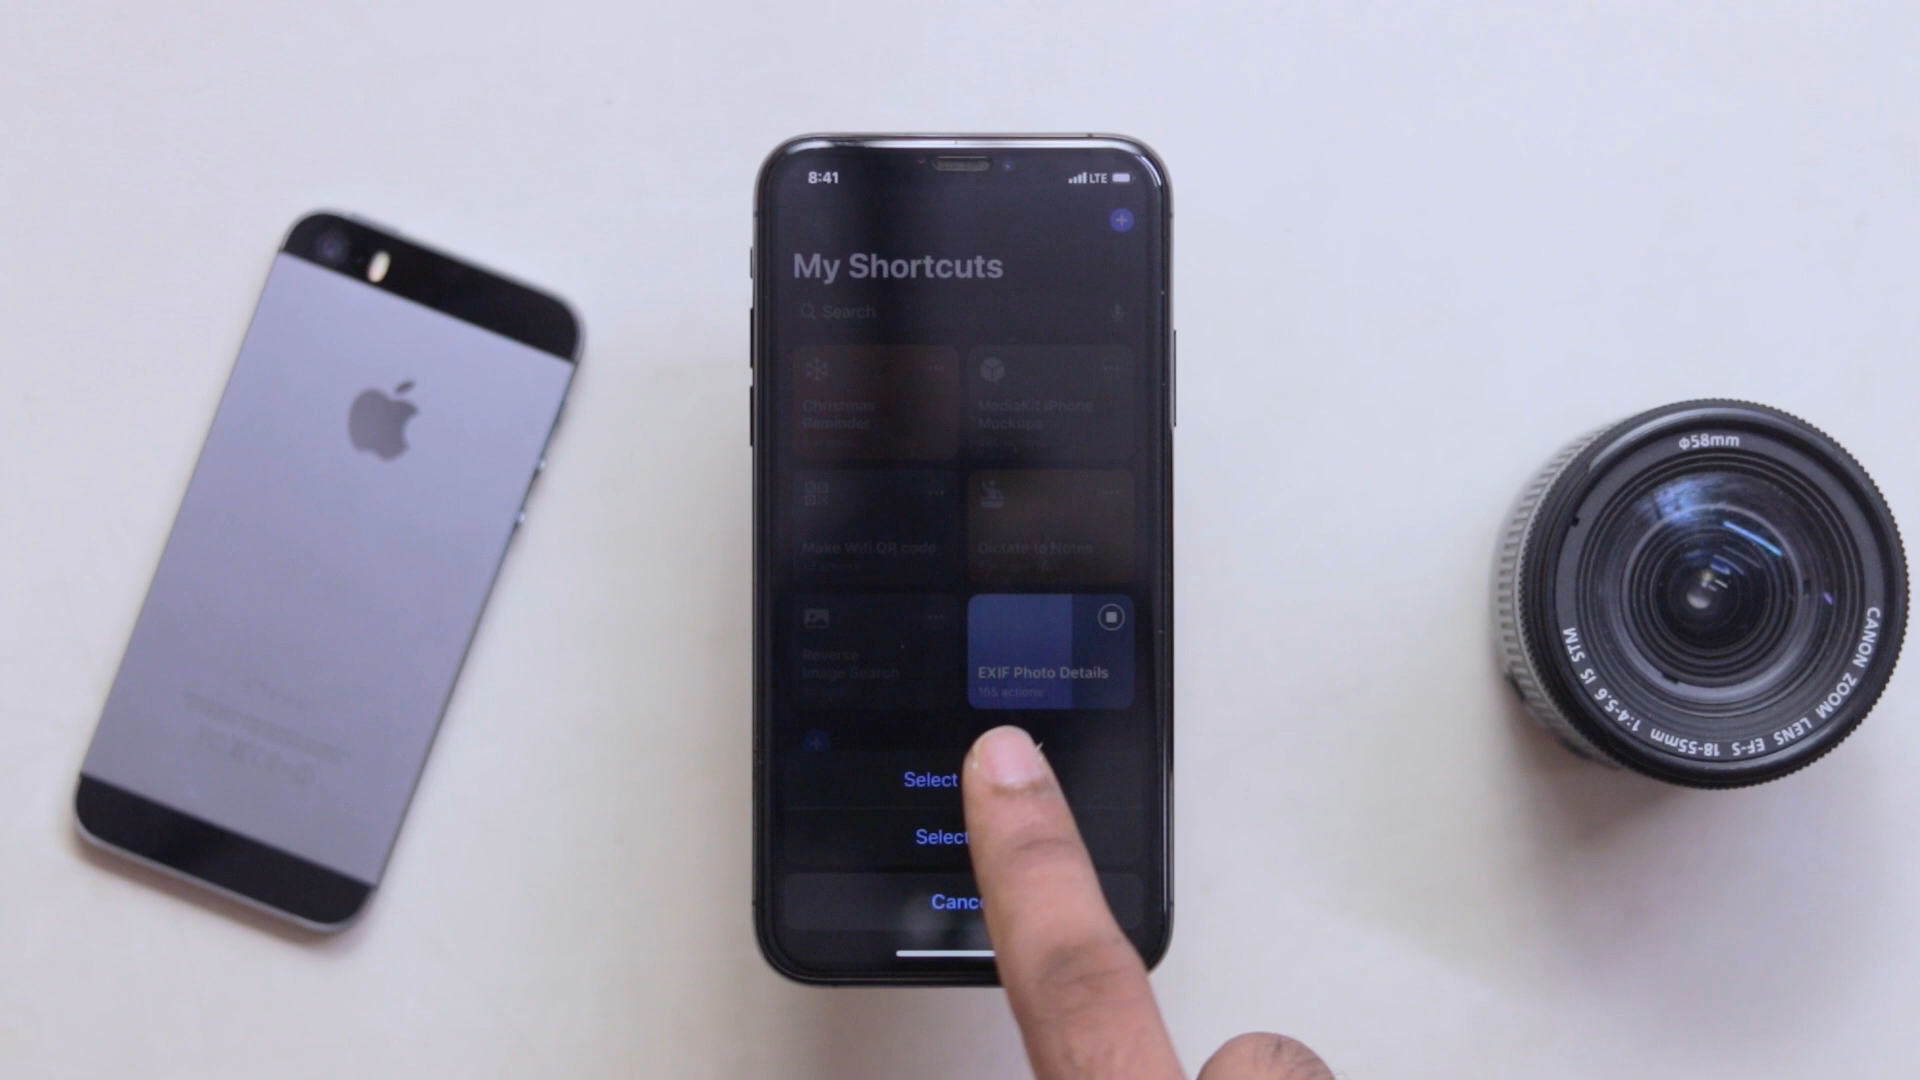 8:41
LTE
My Shortcuts
Search
Christmas
Reminder
MediaKit iPhone
Mockups
Make Wifi QR code
Dictate to Notes
Reverse
Image Search
EXIF Photo Details
165 actions
Select
Select
Φ58mm
CANON ZOOM LENS EF-S 18-55mm 1:4-5.6 IS STM